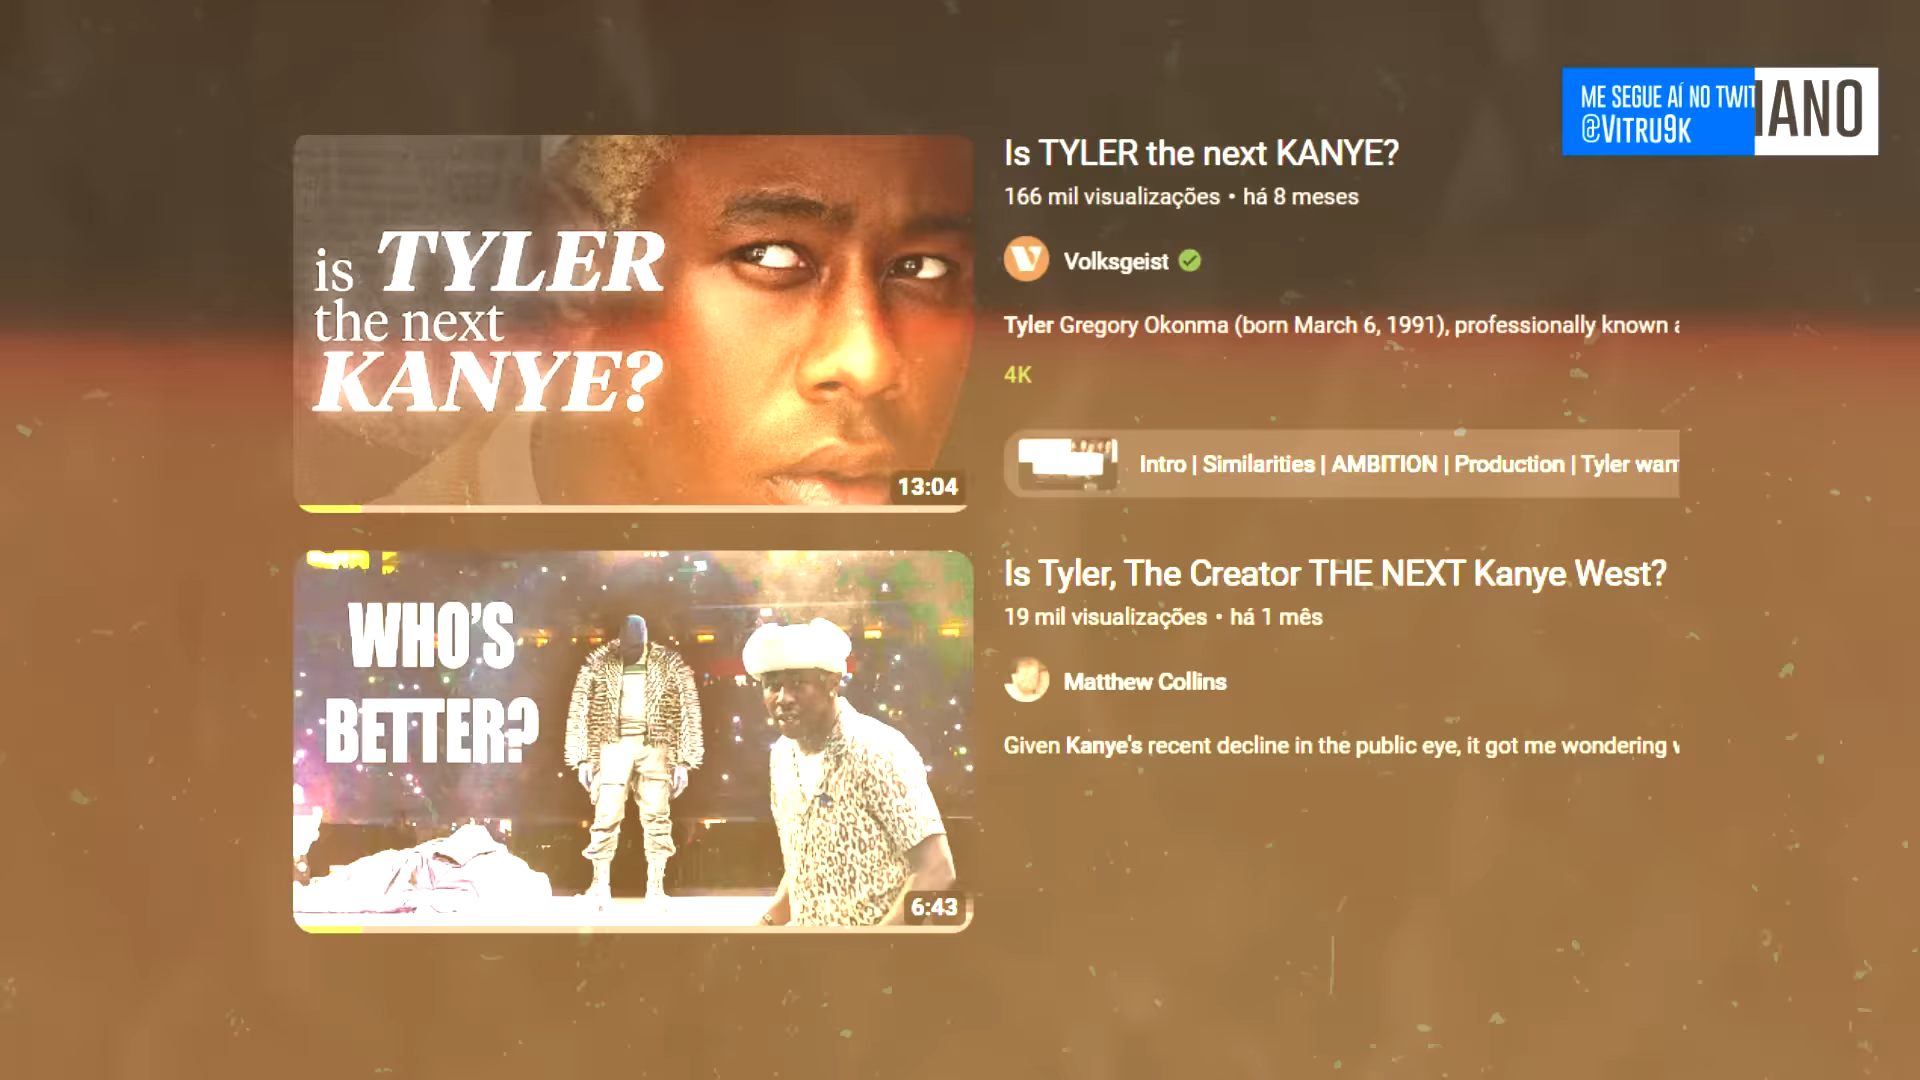 ME SEGUE AÍ NO TWIT
@VITRU9K
IANO
is TYLER
the next
KANYE?
13:04
Is TYLER the next KANYE?
166 mil visualizações • há 8 meses
Volksgeist
Tyler Gregory Okonma (born March 6, 1991), professionally known
4K
Intro | Similarities | AMBITION | Production | Tyler
WHO'S
BETTER?
6:43
Is Tyler, The Creator THE NEXT Kanye West?
19 mil visualizações • há 1 mês
Matthew Collins
Given Kanye's recent decline in the public eye, it got me wondering